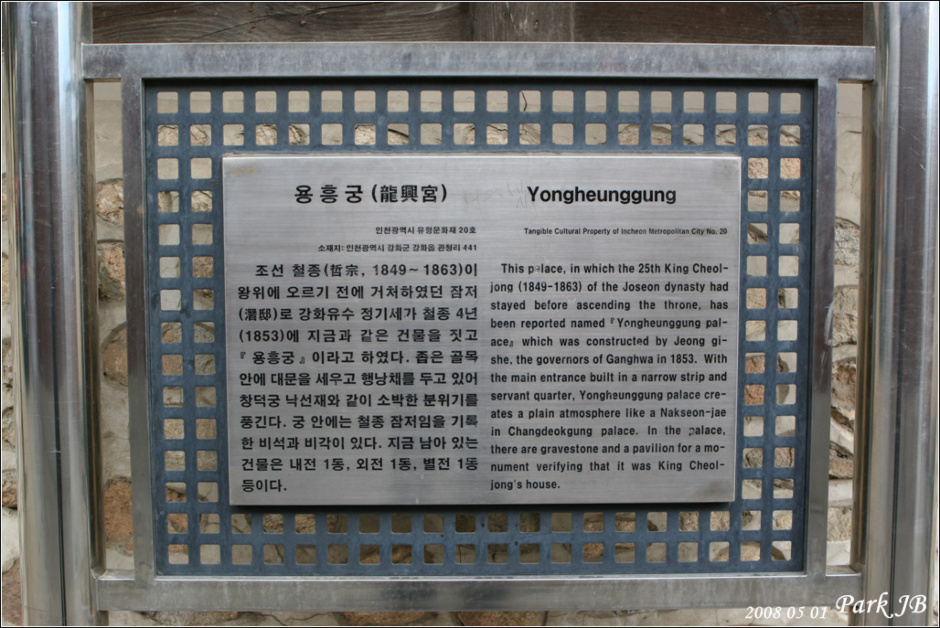 용흥궁(龍興宮)
인천광역시 유형문화재 20호
소재지: 인천광역시 강화군 강화읍 관청리 441
조선 철종(哲宗, 1849～1863)이
왕위에 오르기 전에 거처하였던 잠저
(潛邸)로 강화유수 정기세가 철종 4년
(1853)에 지금과 같은 건물을 짓고
『용흥궁』이라고 하였다. 좁은 골목
안에 대문을 세우고 행낭채를 두고 있어
창덕궁 낙선재와 같이 소박한 분위기를
풍긴다. 궁 안에는 철종 잠저임을 기록
한 비석과 비각이 있다. 지금 남아 있는
건물은 내전 1동, 외전 1동, 별전 1동
등이다.
Yongheunggung
Tangible Cultural Property of Incheon Metropolitan City No. 20
This palace, in which the 25th King Cheol-
jong (1849-1863) of the Joseon dynasty had
stayed before ascending the throne, has
been reported named『Yongheunggung pal-
ace』which was constructed by Jeong gi-
she, the governors of Ganghwa in 1853. With
the main entrance built in a narrow strip and
servant quarter, Yongheunggung palace cre-
ates a plain atmosphere like a Nakseon-jae
in Changdeokgung palace. In the palace,
there are gravestone and a pavilion for a mo-
nument verifying that it was King Cheol-
jong's house.
2008 05 01 Park JB